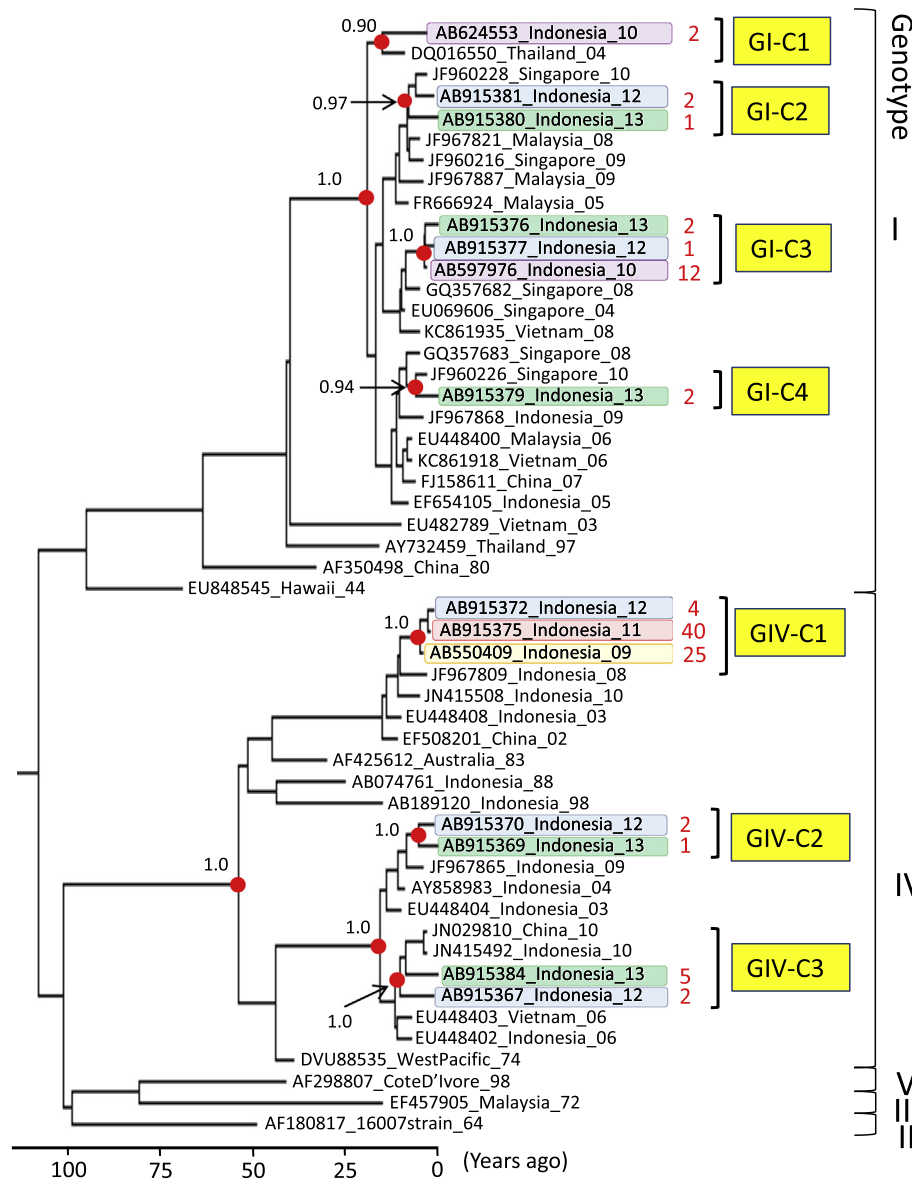 0.90
AB624553_Indonesia_10 2 GI-C1
DQ016550_Thailand_04
JF960228_Singapore_10
0.97 AB915381_Indonesia_12 2 GI-C2
AB915380_Indonesia_13 1
JF967821_Malaysia_08
JF960216_Singapore_09
JF967887_Malaysia_09
1.0
FR666924_Malaysia_05
AB915376_Indonesia_13 2
1.0 AB915377_Indonesia_12 1 GI-C3
AB597976_Indonesia_10 12
GQ357682_Singapore_08
EU069606_Singapore_04
KC861935_Vietnam_08
GQ357683_Singapore_08
JF960226_Singapore_10
0.94 AB915379_Indonesia_13 2 GI-C4
JF967868_Indonesia_09
EU448400_Malaysia_06
KC861918_Vietnam_06
FJ158611_China_07
EF654105_Indonesia_05
EU482789_Vietnam_03
AY732459_Thailand_97
AF350498_China_80
EU848545_Hawaii_44
Genotype
I
AB915372_Indonesia_12 4
1.0 AB915375_Indonesia_11 40 GIV-C1
AB550409_Indonesia_09 25
JF967809_Indonesia_08
JN415508_Indonesia_10
EU448408_Indonesia_03
EF508201_China_02
AF425612_Australia_83
AB074761_Indonesia_88
AB189120_Indonesia_98
1.0 AB915370_Indonesia_12 2 GIV-C2
AB915369_Indonesia_13 1
JF967865_Indonesia_09
1.0
AY858983_Indonesia_04
EU448404_Indonesia_03
1.0
JN029810_China_10
JN415492_Indonesia_10
AB915384_Indonesia_13 5 GIV-C3
AB915367_Indonesia_12 2
1.0
EU448403_Vietnam_06
EU448402_Indonesia_06
DVU88535_WestPacific_74
IV
AF298807_CoteD'Ivore_98 V
EF457905_Malaysia_72 II
AF180817_16007strain_64
100 75 50 25 0 (Years ago)